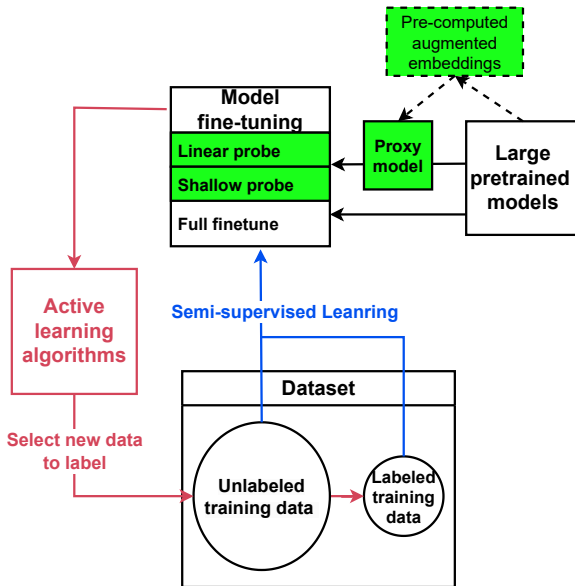 Pre-computed
augmented
embeddings
Model
fine-tuning
Linear probe
Shallow probe
Full finetune
Proxy
model
Large
pretrained
models
Active
learning
algorithms
Semi-supervised Leanring
Dataset
Select new data
to label
Unlabeled
training data
Labeled
training
data